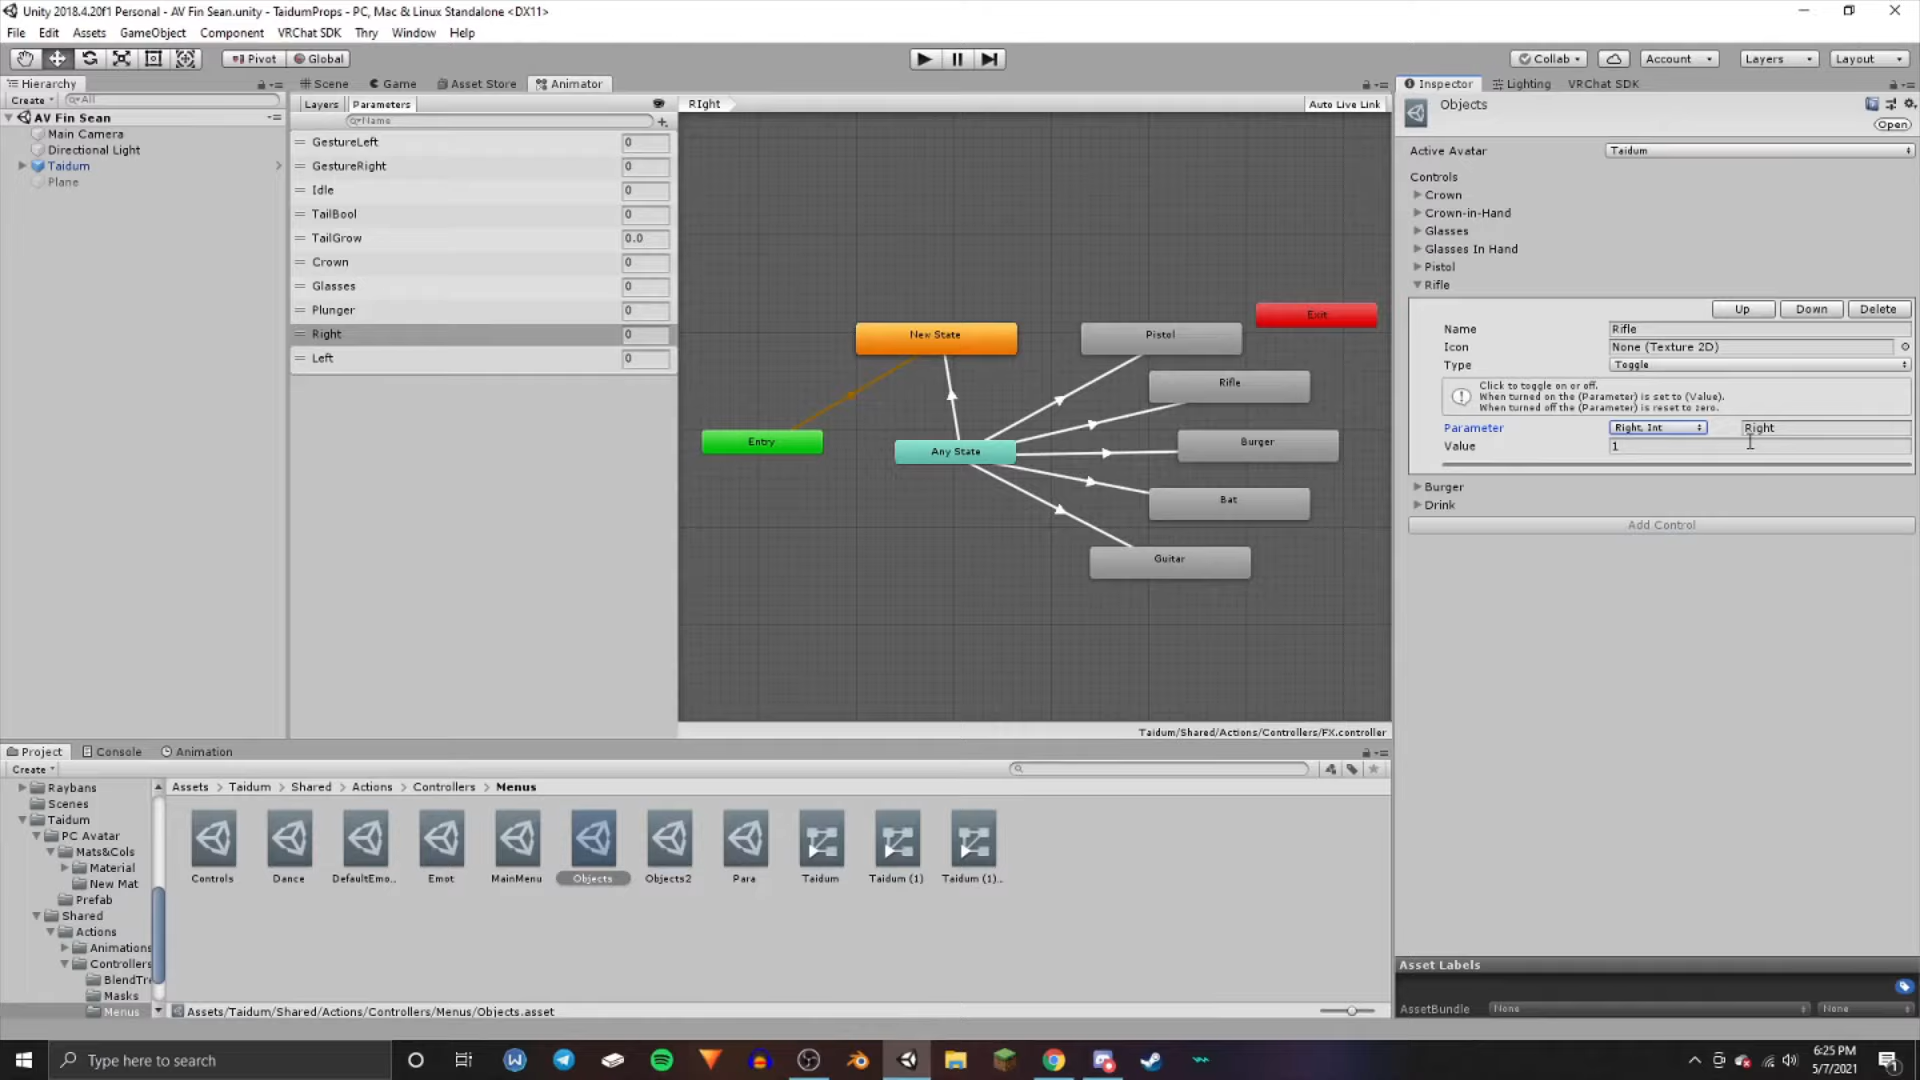 Unity 2018.4.20f1 Personal - AV Fin Sean.unity - TaidumProps - PC, Mac & Linux Standalone <DX11>
File Edit Assets GameObject Component VRChat SDK Thry Window Help
Pivot Global Collab Account Layers Layout
Hierarchy
Create All
AV Fin Sean
Main Camera
Directional Light
Taidum
Plane
Scene Game Asset Store Animator
Layers Parameters
RIght
Auto Live Link
Name
GestureLeft 0
GestureRight 0
Idle 0
TailBool 0
TailGrow 0.0
Crown 0
Glasses 0
Plunger 0
Right 0
Left 0
Exit
New State
Pistol
Rifle
Entry
Any State
Burger
Bat
Guitar
Taidum/Shared/Actions/Controllers/FX.controller
Inspector Lighting VRChat SDK
Objects
Open
Active Avatar Taidum
Controls
Crown
Crown-in-Hand
Glasses
Glasses In Hand
Pistol
Rifle
Up Down Delete
Name Rifle
Icon None (Texture 2D)
Type Toggle
Click to toggle on or off.
When turned on the (Parameter) is set to (Value).
When turned off the (Parameter) is reset to zero.
Parameter Right, Int Right
Value 1
Burger
Drink
Add Control
Asset Labels
AssetBundle None None
Project Console Animation
Create
Raybans
Scenes
Taidum
PC Avatar
Mats&Cols
Material
New Mat
Prefab
Shared
Actions
Animations
Controllers
BlendTre
Masks
Menus
Assets > Taidum > Shared > Actions > Controllers > Menus
Controls Dance DefaultEmo.. Emot MainMenu Objects Objects2 Para Taidum Taidum (1) Taidum (1)..
Assets/Taidum/Shared/Actions/Controllers/Menus/Objects.asset
Type here to search
6:25 PM
5/7/2021
1